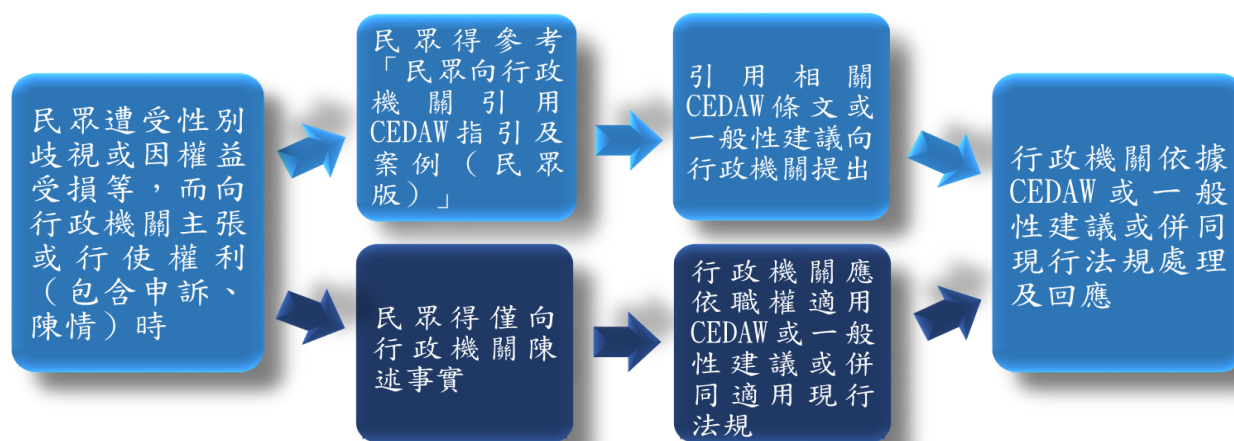 民眾遭受性別
歧視或因權益
受損等，而向
行政機關主張
或行使權利
（包含申訴、
陳情）時
民眾得參考
「民眾向行政
機關引用
CEDAW指引及
案例（民眾
版）」
引用相關
CEDAW條文或
一般性建議向
行政機關提出
民眾得僅向
行政機關陳
述事實
行政機關應
依職權適用
CEDAW或一般
性建議或併
同適用現行
法規
行政機關依據
CEDAW或一般
性建議或併同
現行法規處理
及回應